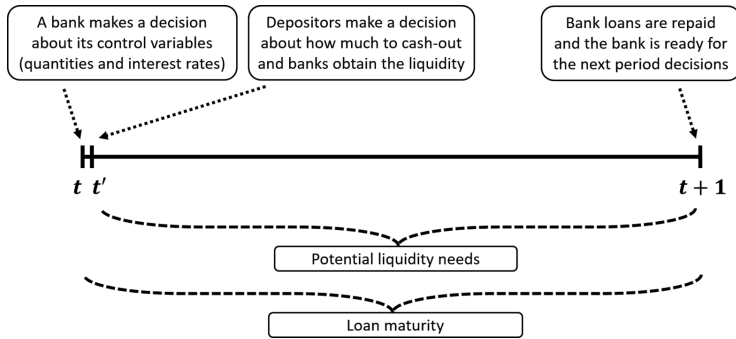 A bank makes a decision
about its control variables
(quantities and interest rates)
Depositors make a decision
about how much to cash-out
and banks obtain the liquidity
Bank loans are repaid
and the bank is ready for
the next period decisions
t t′ t + 1
Potential liquidity needs
Loan maturity